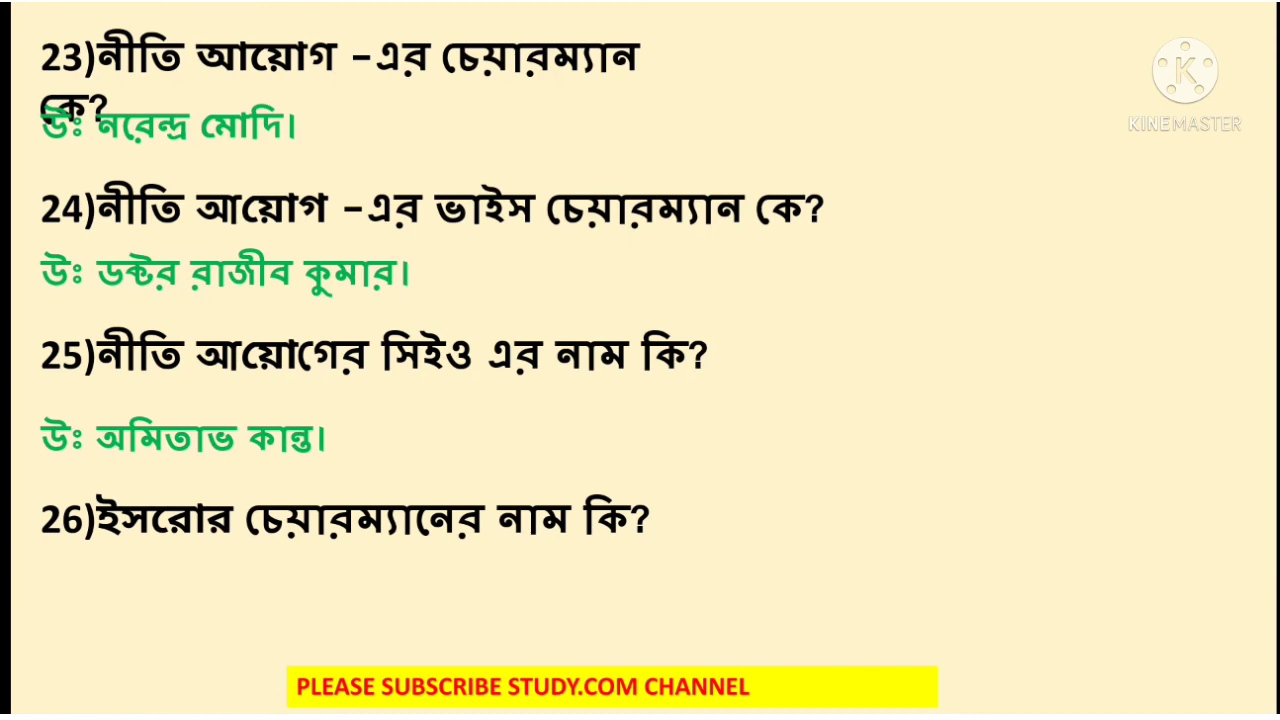 23)নীতি আয়োগ –এর চেয়ারম্যান
কে?
উঃ নরেন্দ্র মোদি।
KINEMASTER
24)নীতি আয়োগ –এর ভাইস চেয়ারম্যান কে?
উঃ ডক্টর রাজীব কুমার।
25)নীতি আয়োগের সিইও এর নাম কি?
উঃ অমিতাভ কান্ত।
26)ইসরোর চেয়ারম্যানের নাম কি?
PLEASE SUBSCRIBE STUDY.COM CHANNEL